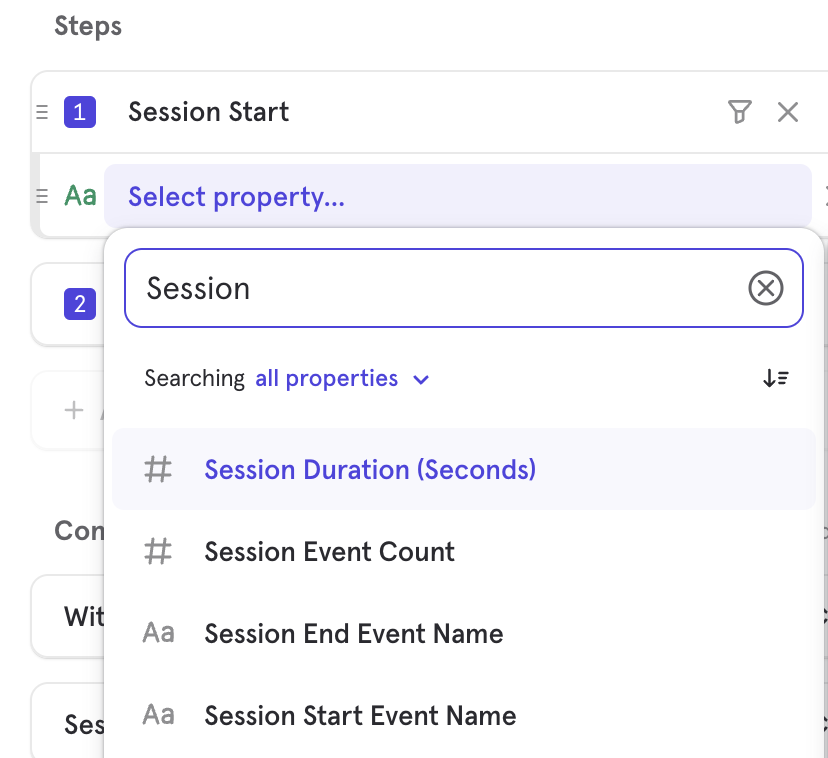 Steps
1 Session Start
Aa Select property...
Session
2
Searching all properties
Session Duration (Seconds)
Session Event Count
Con
Aa Session End Event Name
Wit
Aa Session Start Event Name
Ses